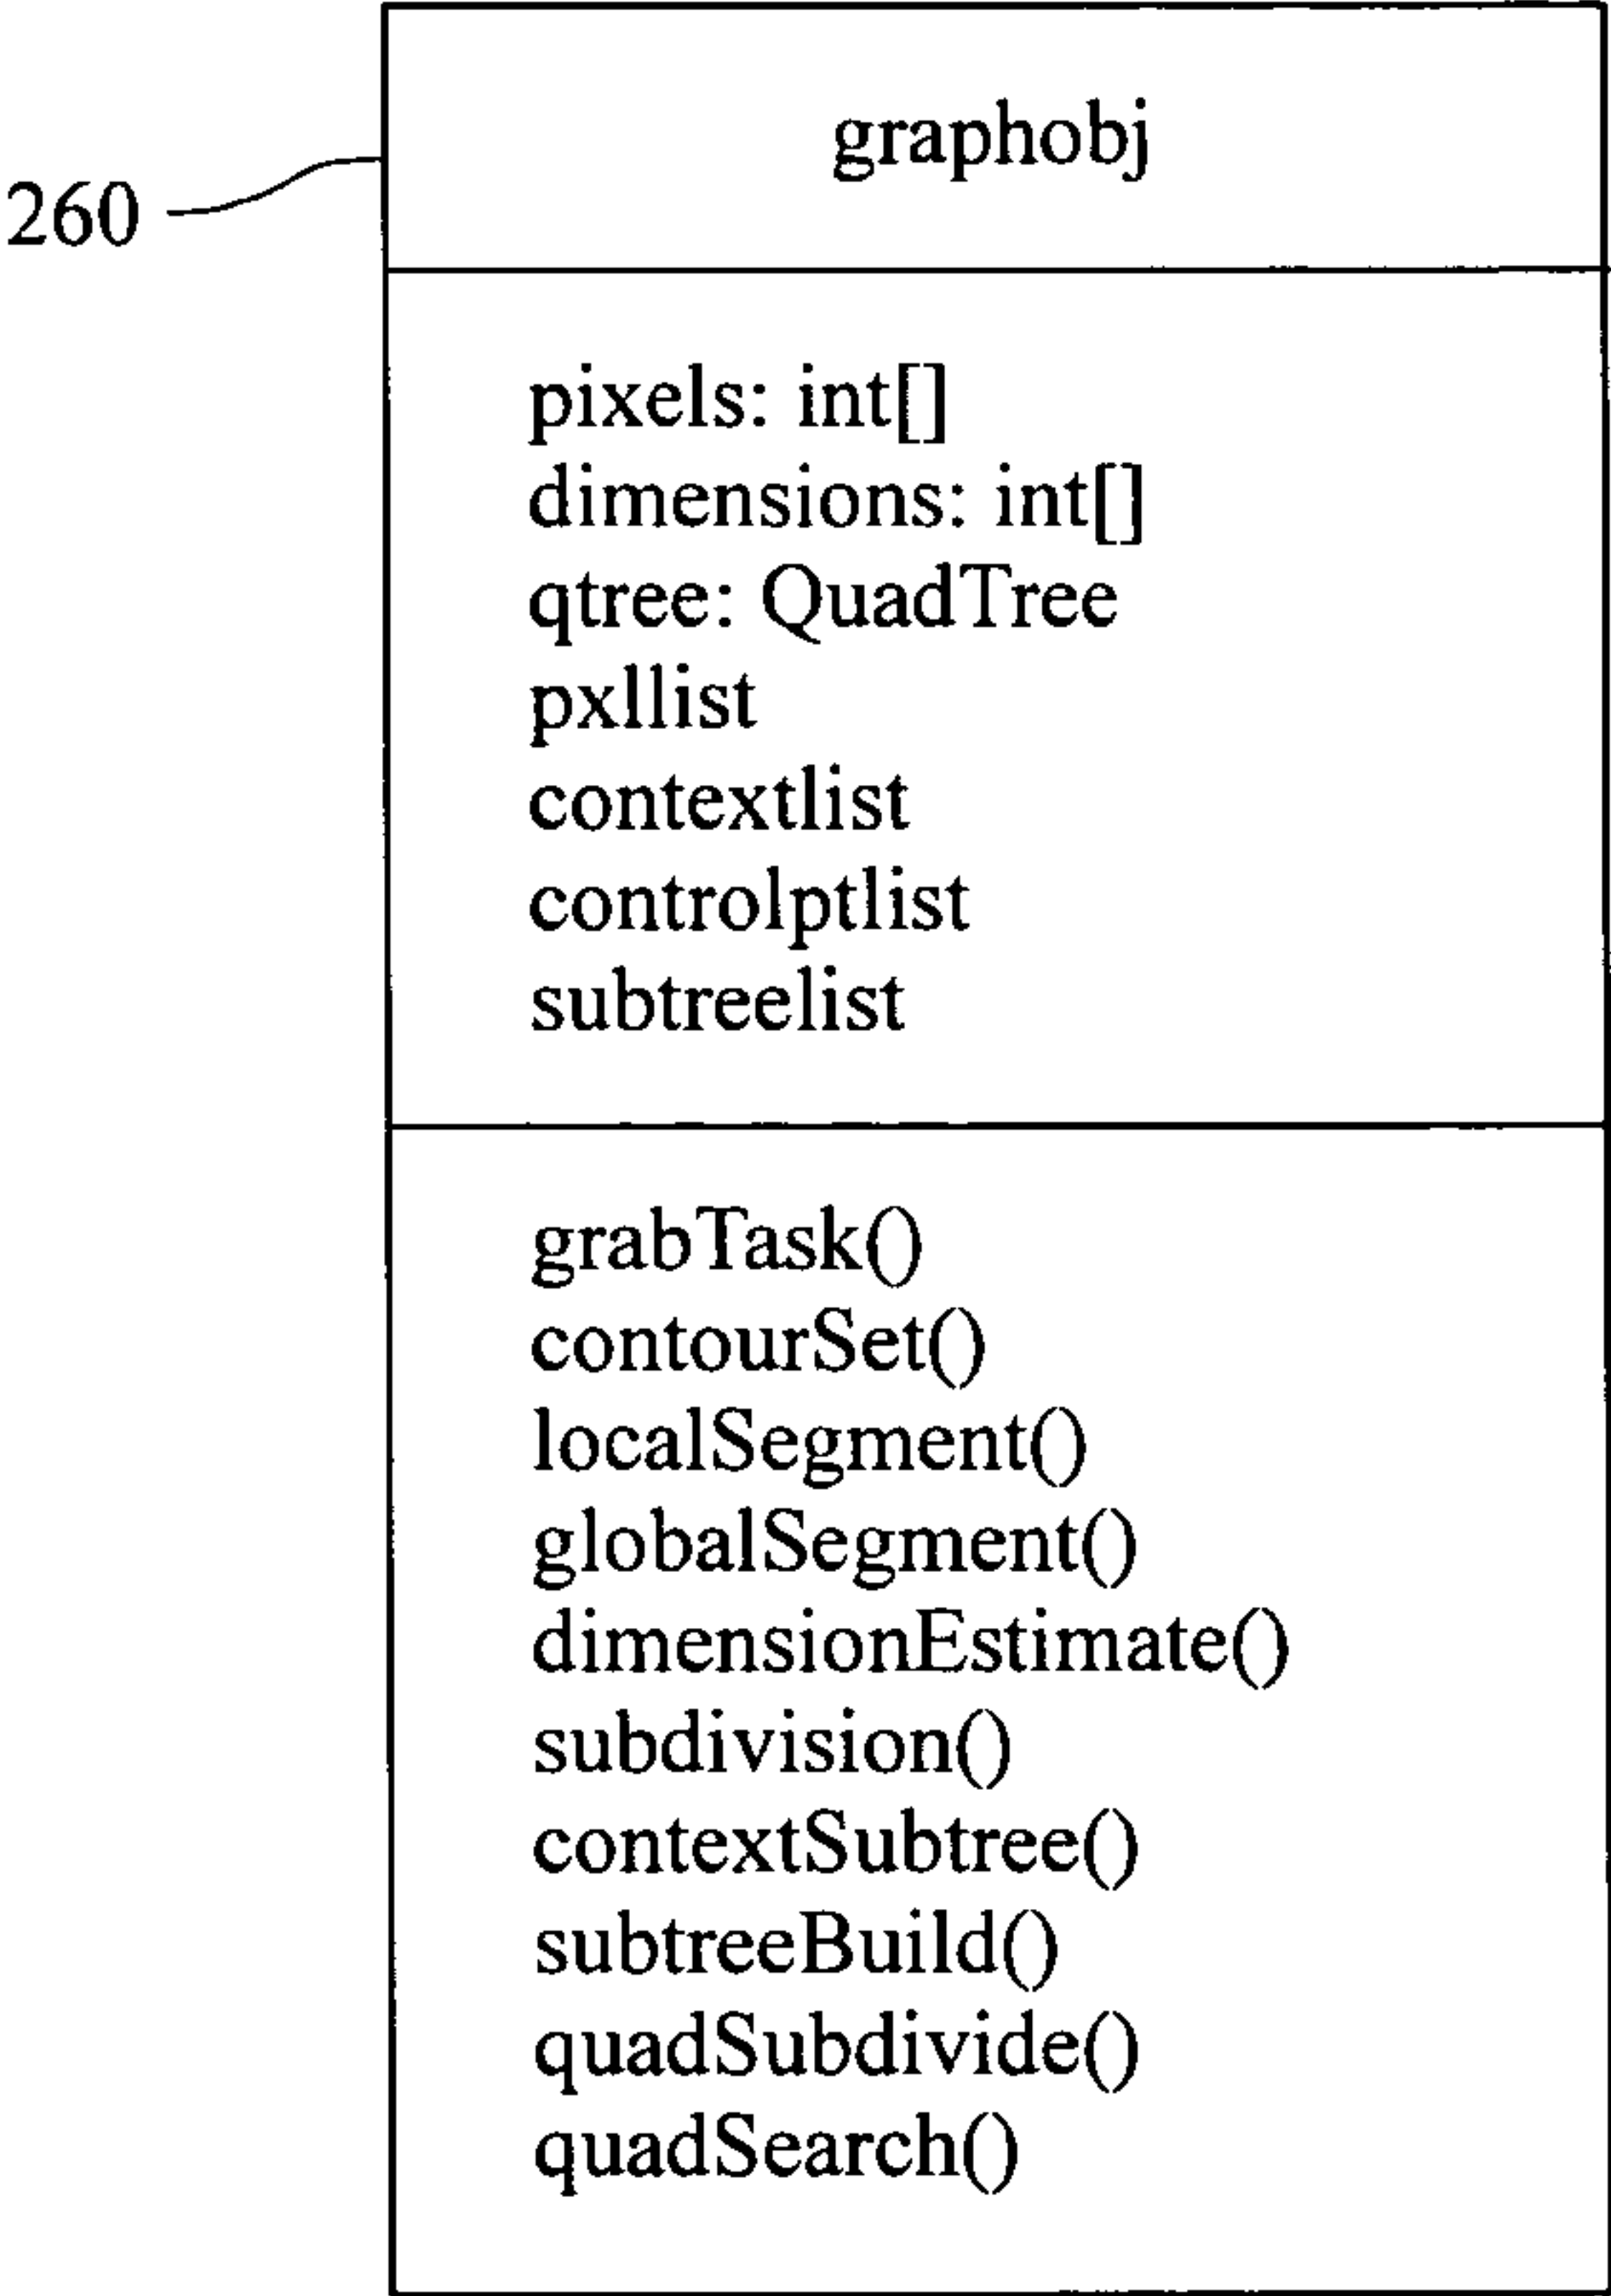 graphobj
260
pixels: int[]
dimensions: int[]
qtree: QuadTree
pxllist
contextlist
controlptlist
subtreelist
grabTask()
contourSet()
localSegment()
globalSegment()
dimensionEstimate()
subdivision()
contextSubtree()
subtreeBuild()
quadSubdivide()
quadSearch()